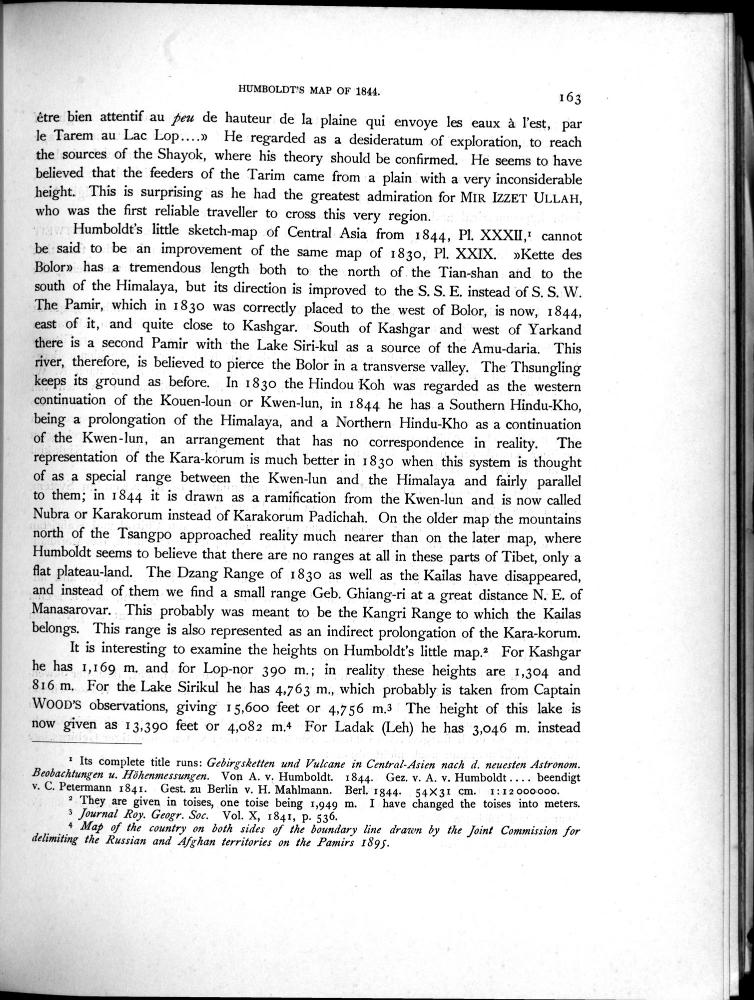 HUMBOLDT'S MAP OF 1844.
163
étre bien attentif au peu de hauteur de la plaine qui envoye les eaux à l'est, par
le Tarem au Lac Lop....» He regarded as a desideratum of exploration, to reach
the sources of the Shayok, where his theory should be confirmed. He seems to have
believed that the feeders of the Tarim came from a plain with a very inconsiderable
height. This is surprising as he had the greatest admiration for MIR IZZET ULLAH,
who was the first reliable traveller to cross this very region.
Humboldt's little sketch-map of Central Asia from 1844, Pl. XXXII,¹ cannot
be said to be an improvement of the same map of 1830, Pl. XXIX. »Kette des
Bolor» has a tremendous length both to the north of the Tian-shan and to the
south of the Himalaya, but its direction is improved to the S. S. E. instead of S. S. W.
The Pamir, which in 1830 was correctly placed to the west of Bolor, is now, 1844,
east of it, and quite close to Kashgar. South of Kashgar and west of Yarkand
there is a second Pamir with the Lake Siri-kul as a source of the Amu-daria. This
river, therefore, is believed to pierce the Bolor in a transverse valley. The Thsungling
keeps its ground as before. In 1830 the Hindou Koh was regarded as the western
continuation of the Kouen-loun or Kwen-lun, in 1844 he has a Southern Hindu-Kho,
being a prolongation of the Himalaya, and a Northern Hindu-Kho as a continuation
of the Kwen-lun, an arrangement that has no correspondence in reality. The
representation of the Kara-korum is much better in 1830 when this system is thought
of as a special range between the Kwen-lun and the Himalaya and fairly parallel
to them; in 1844 it is drawn as a ramification from the Kwen-lun and is now called
Nubra or Karakorum instead of Karakorum Padichah. On the older map the mountains
north of the Tsangpo approached reality much nearer than on the later map, where
Humboldt seems to believe that there are no ranges at all in these parts of Tibet, only a
flat plateau-land. The Dzang Range of 1830 as well as the Kailas have disappeared,
and instead of them we find a small range Geb. Ghiang-ri at a great distance N. E. of
Manasarovar. This probably was meant to be the Kangri Range to which the Kailas
belongs. This range is also represented as an indirect prolongation of the Kara-korum.
It is interesting to examine the heights on Humboldt's little map.² For Kashgar
he has 1,169 m. and for Lop-nor 390 m.; in reality these heights are 1,304 and
816 m. For the Lake Sirikul he has 4,763 m., which probably is taken from Captain
WOOD'S observations, giving 15,600 feet or 4,756 m.³ The height of this lake is
now given as 13,390 feet or 4,082 m.⁴ For Ladak (Leh) he has 3,046 m. instead
¹ Its complete title runs: Gebirgsketten und Vulcane in Central-Asien nach d. neuesten Astronom.
Beobachtungen u. Höhenmessungen. Von A. v. Humboldt. 1844. Gez. v. A. v. Humboldt .... beendigt
v. C. Petermann 1841. Gest. zu Berlin v. H. Mahlmann. Berl. 1844. 54X31 cm. 1:12000000.
² They are given in toises, one toise being 1,949 m. I have changed the toises into meters.
³ Journal Roy. Geogr. Soc. Vol. X, 1841, p. 536.
⁴ Map of the country on both sides of the boundary line drawn by the Joint Commission for
delimiting the Russian and Afghan territories on the Pamirs 1895.